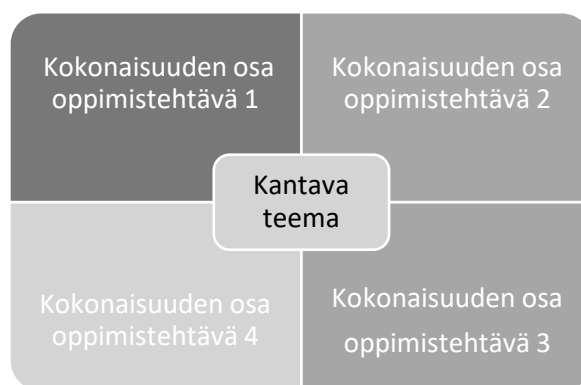 Kokonaisuuden osa
oppimistehtävä 1
Kokonaisuuden osa
oppimistehtävä 2
Kantava
teema
Kokonaisuuden osa
oppimistehtävä 4
Kokonaisuuden osa
oppimistehtävä 3